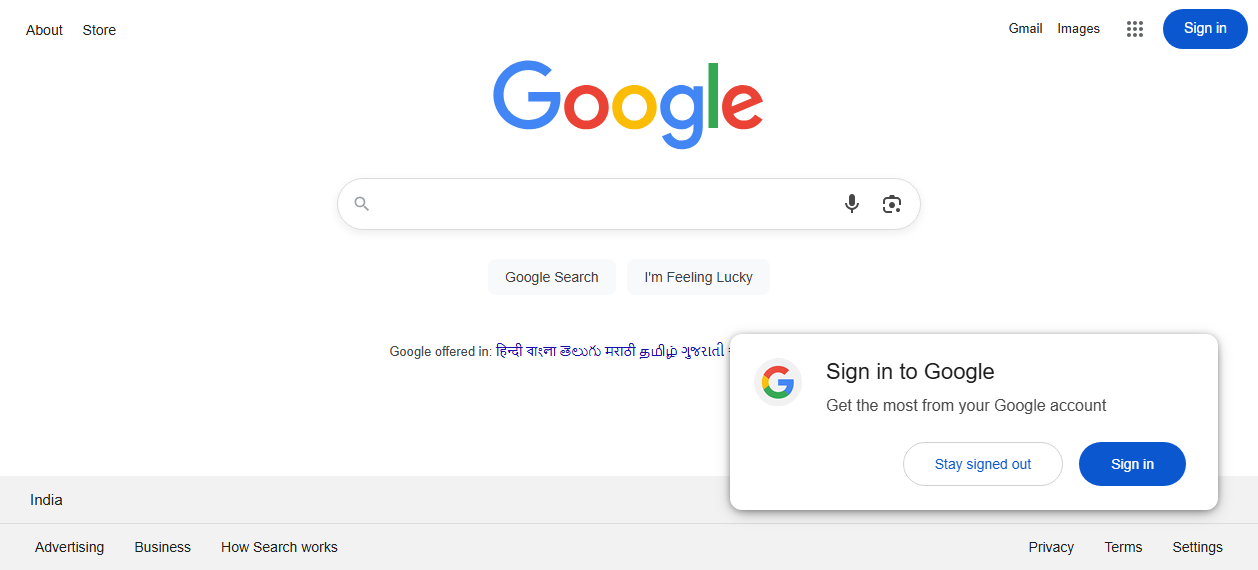 About Store Gmail Images Sign in
Google
Google Search I'm Feeling Lucky
Google offered in: हिन्दी বাংলা తెలుగు मराठी தமிழ் ગુજરાતી
Sign in to Google
Get the most from your Google account
Stay signed out Sign in
India
Advertising Business How Search works Privacy Terms Settings